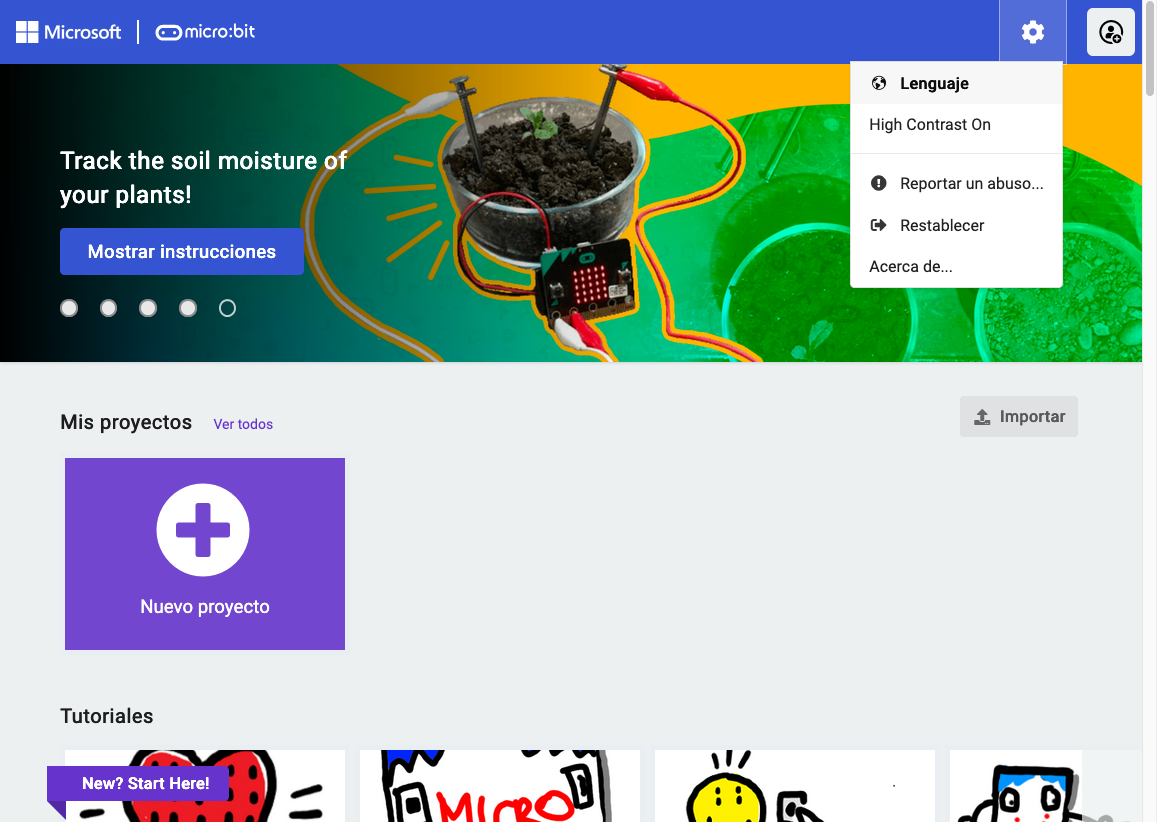 Microsoft
micro:bit
Lenguaje
High Contrast On
Reportar un abuso...
Restablecer
Acerca de...
Track the soil moisture of
your plants!
Mostrar instrucciones
Mis proyectos
Ver todos
Importar
Nuevo proyecto
Tutoriales
New? Start Here!
MICRO